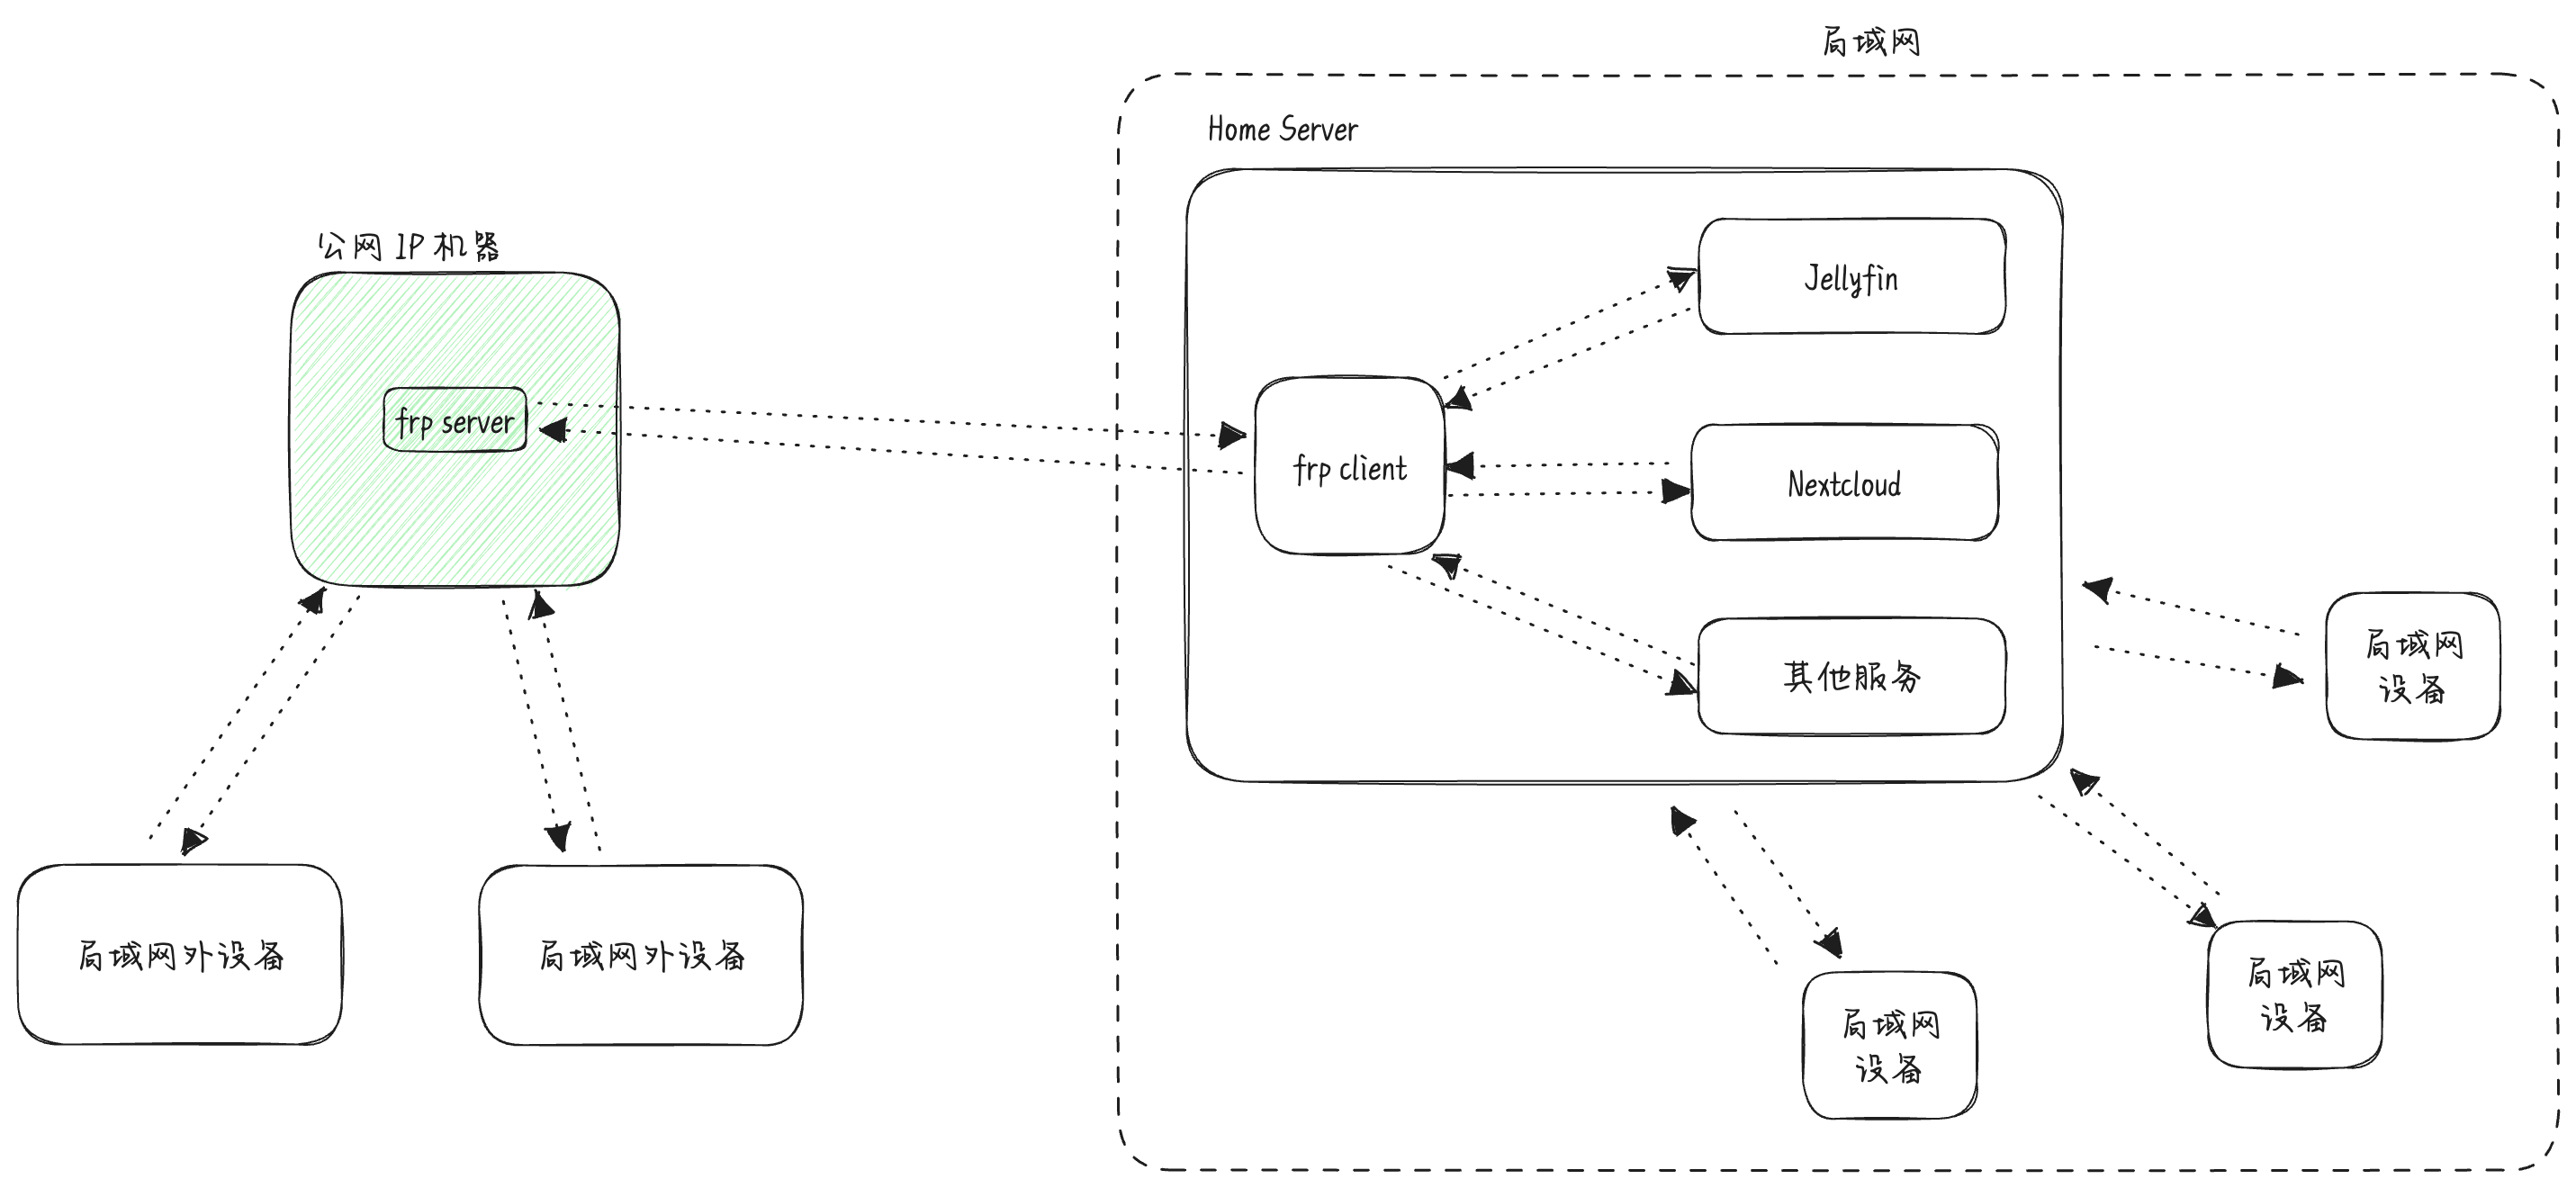 局域网
Home Server
公网 IP 机器
frp server
frp client
Jellyfin
Nextcloud
其他服务
局域网
设备
局域网
设备
局域网
设备
局域网外设备
局域网外设备